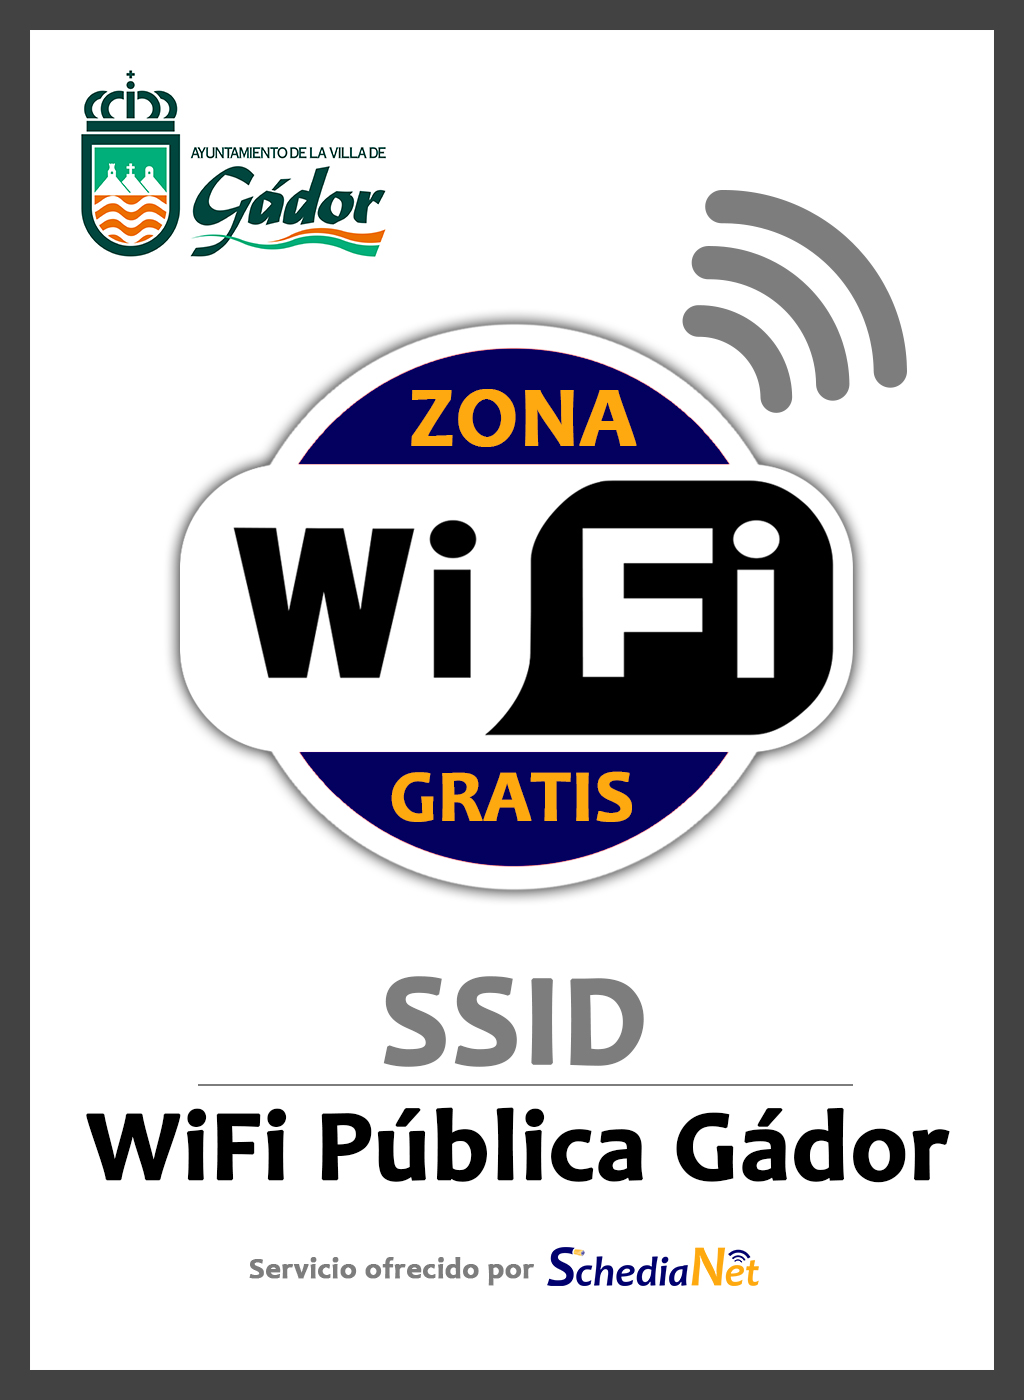 AYUNTAMIENTO DE LA VILLA DE
Gádor
ZONA
WiFi
GRATIS
SSID
WiFi Pública Gádor
Servicio ofrecido por SchediaNet